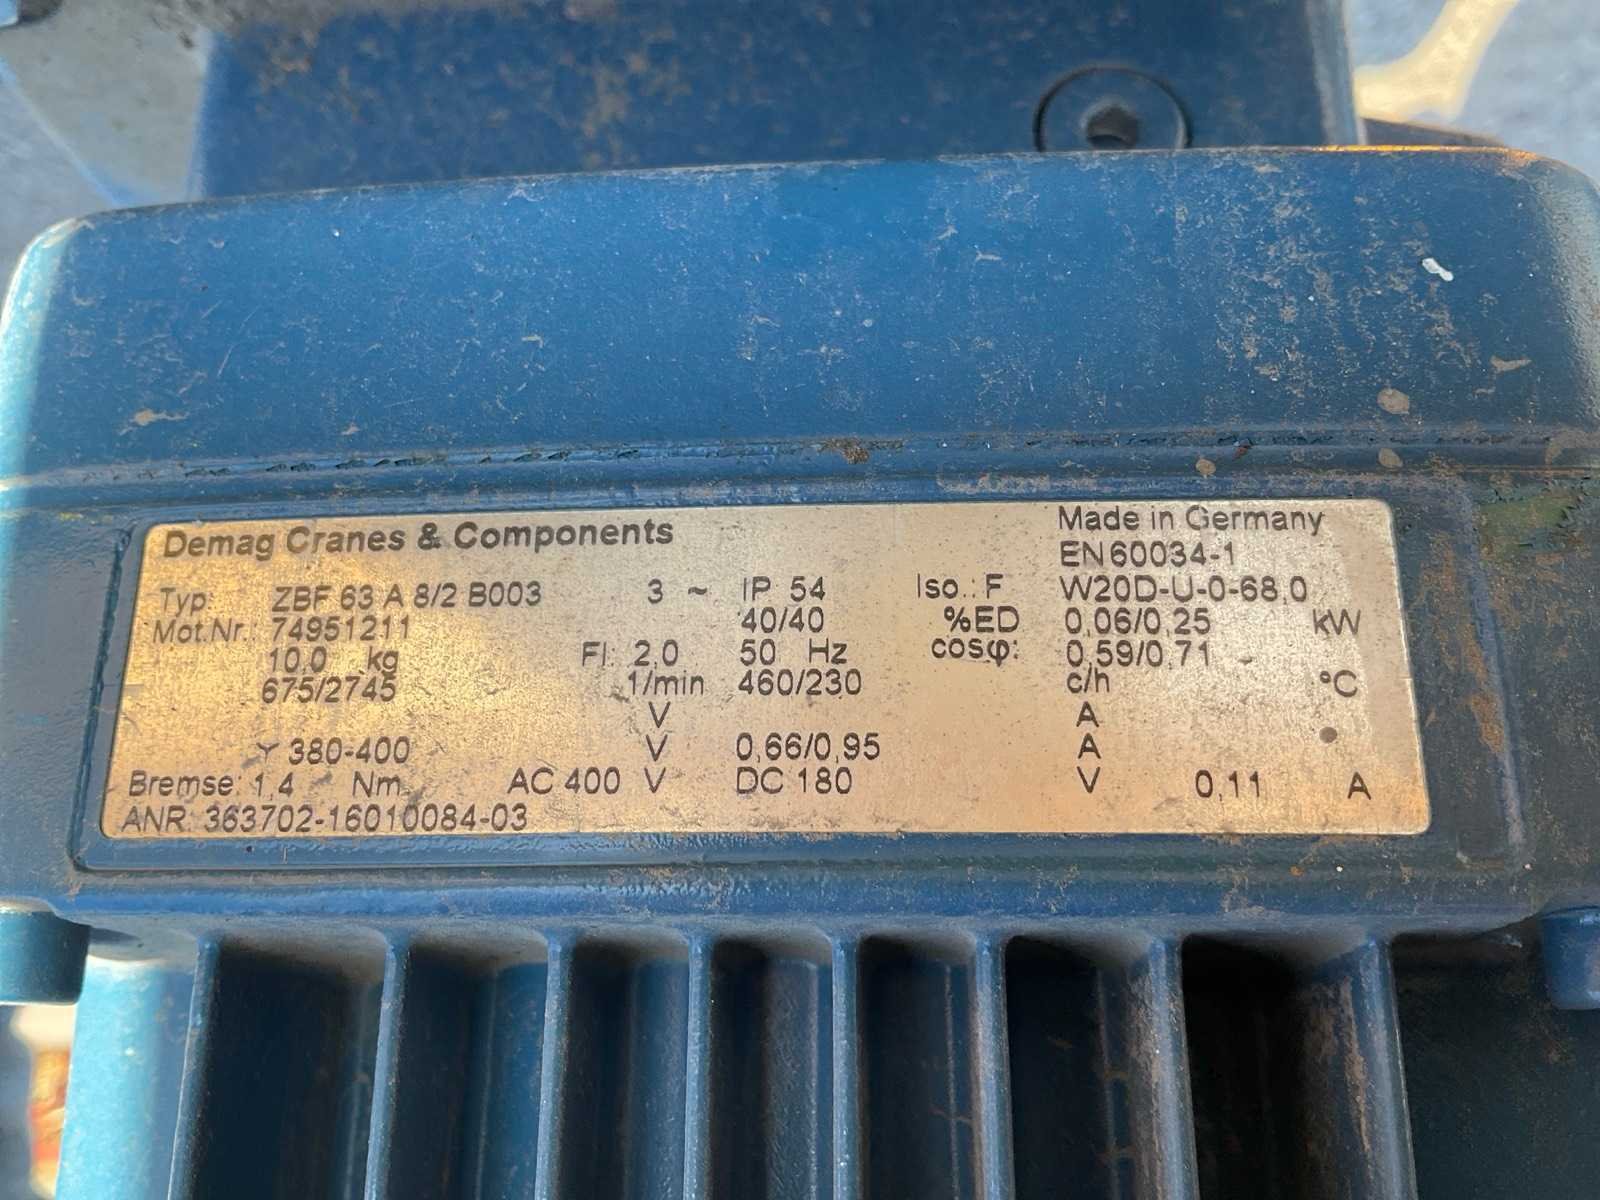 Demag Cranes & Components Made in Germany
EN 60034-1
Typ: ZBF 63 A 8/2 B003 3 ~ IP 54 Iso.: F W20D-U-0-68,0
Mot.Nr.: 74951211 40/40 %ED 0,06/0,25 kW
10,0 kg FI: 2,0 50 Hz cosφ: 0,59/0,71
675/2745 1/min 460/230 c/h °C
V A
Y 380-400 V 0,66/0,95 A
Bremse: 1,4 Nm AC 400 V DC 180 V 0,11 A
ANR: 363702-16010084-03